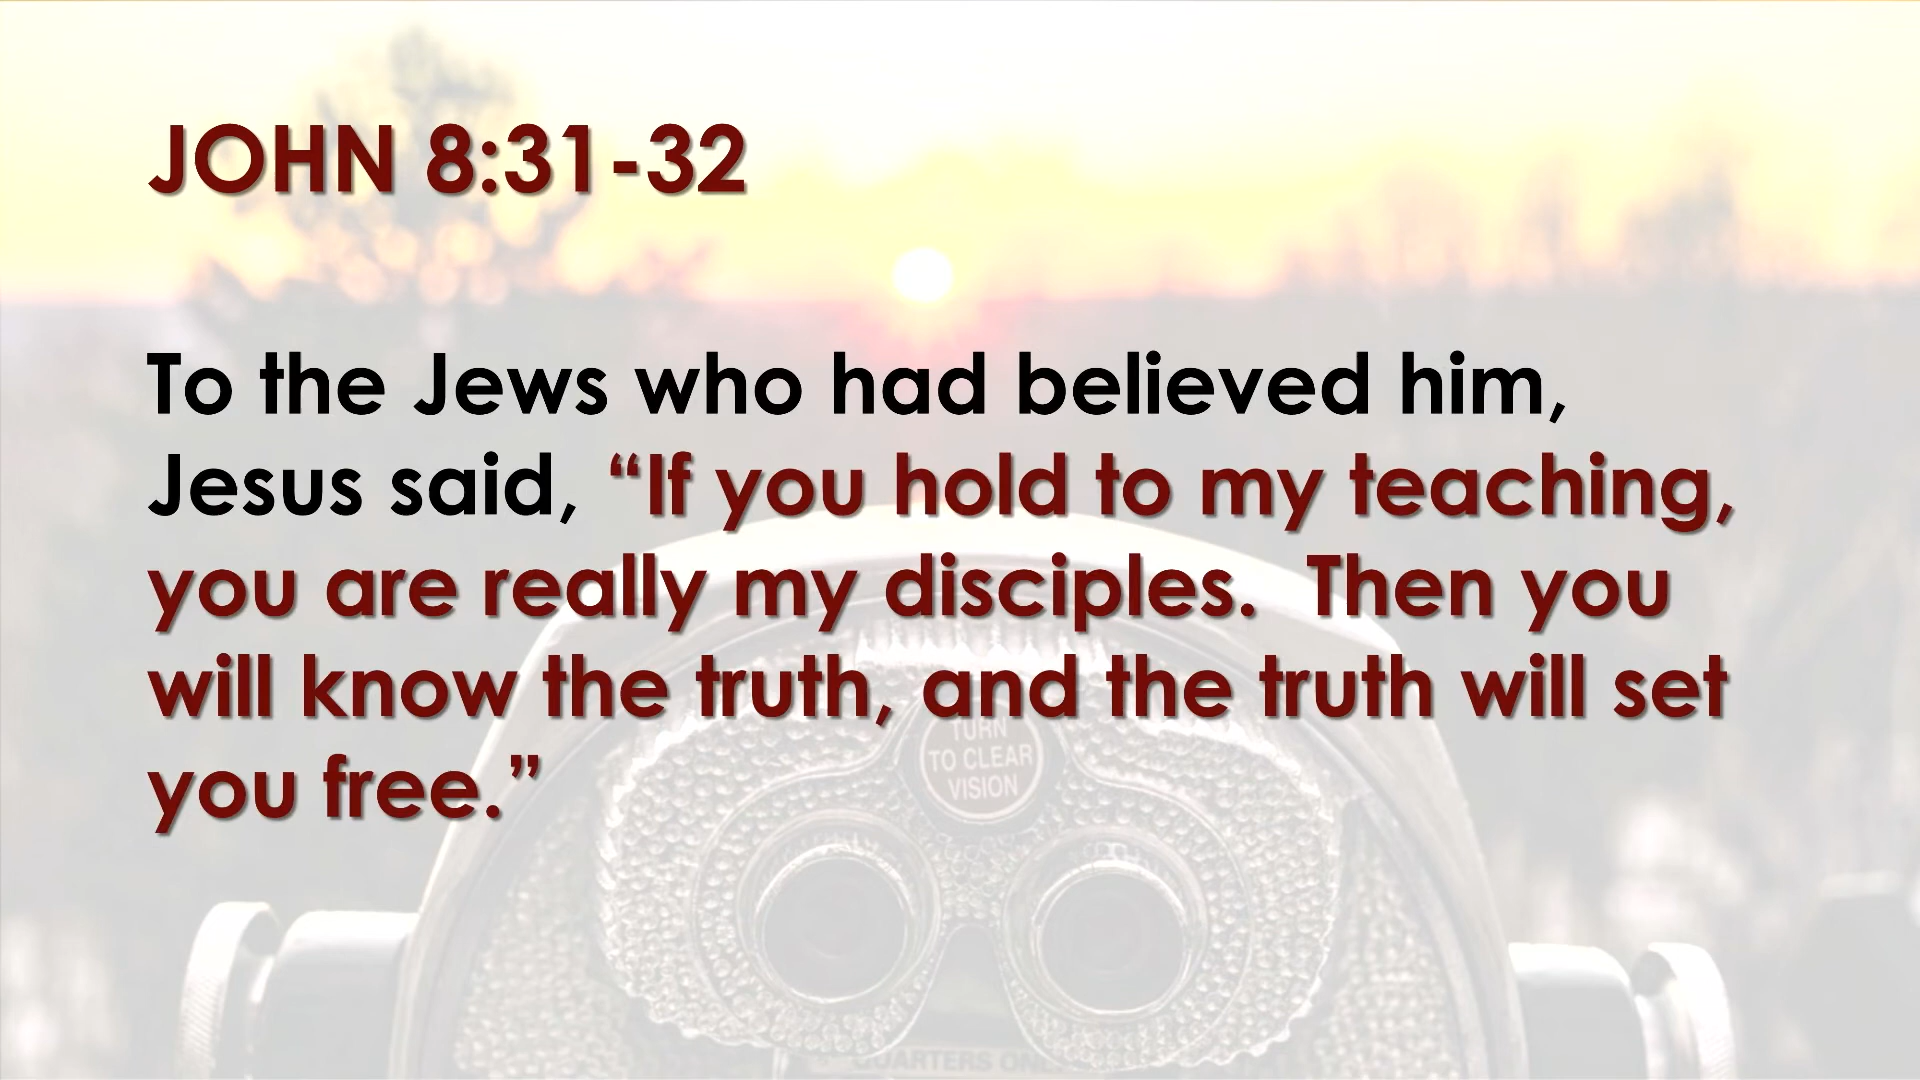 JOHN 8:31-32
To the Jews who had believed him,
Jesus said, “If you hold to my teaching,
you are really my disciples.  Then you
will know the truth, and the truth will set
you free.”
TURN
TO CLEAR
VISION
QUARTERS